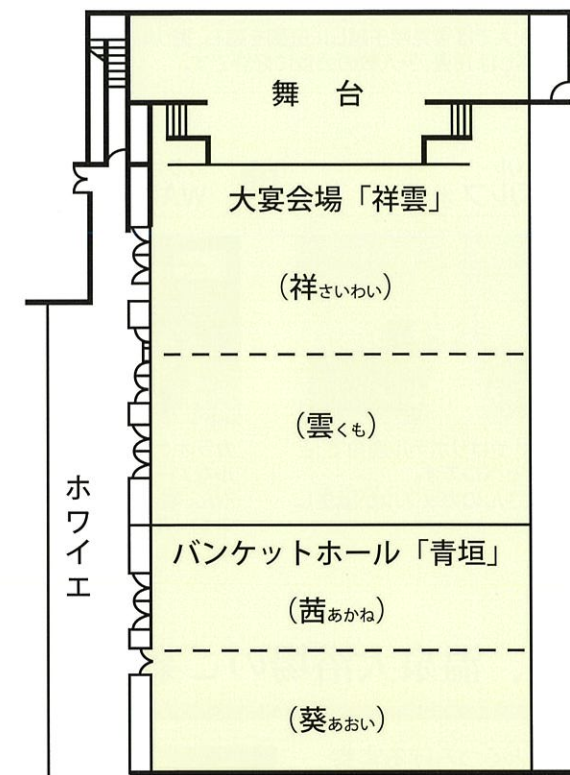 舞　台
大宴会場「祥雲」
（祥さいわい）
（雲くも）
ホワイエ
バンケットホール「青垣」
（茜あかね）
（葵あおい）